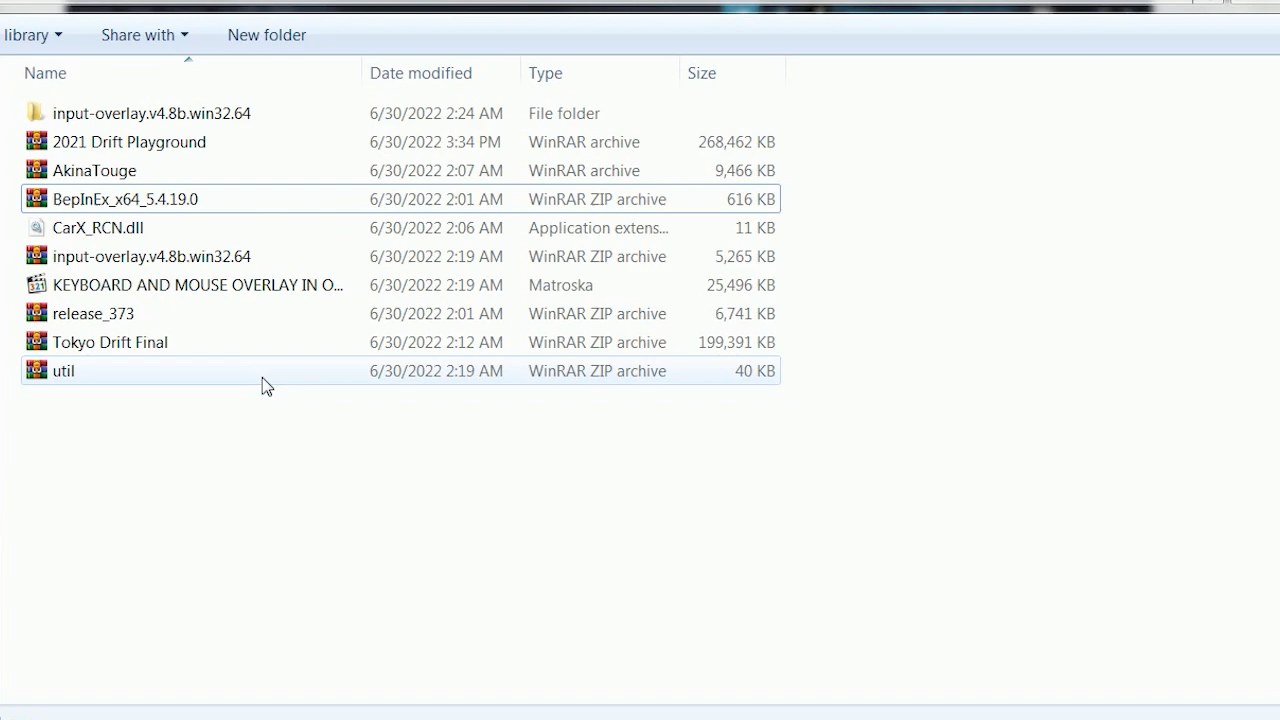 library Share with New folder
Name Date modified Type Size
input-overlay.v4.8b.win32.64 6/30/2022 2:24 AM File folder
2021 Drift Playground 6/30/2022 3:34 PM WinRAR archive 268,462 KB
AkinaTouge 6/30/2022 2:07 AM WinRAR archive 9,466 KB
BepInEx_x64_5.4.19.0 6/30/2022 2:01 AM WinRAR ZIP archive 616 KB
CarX_RCN.dll 6/30/2022 2:06 AM Application extens... 11 KB
input-overlay.v4.8b.win32.64 6/30/2022 2:19 AM WinRAR ZIP archive 5,265 KB
KEYBOARD AND MOUSE OVERLAY IN O... 6/30/2022 2:19 AM Matroska 25,496 KB
release_373 6/30/2022 2:01 AM WinRAR ZIP archive 6,741 KB
Tokyo Drift Final 6/30/2022 2:12 AM WinRAR ZIP archive 199,391 KB
util 6/30/2022 2:19 AM WinRAR ZIP archive 40 KB